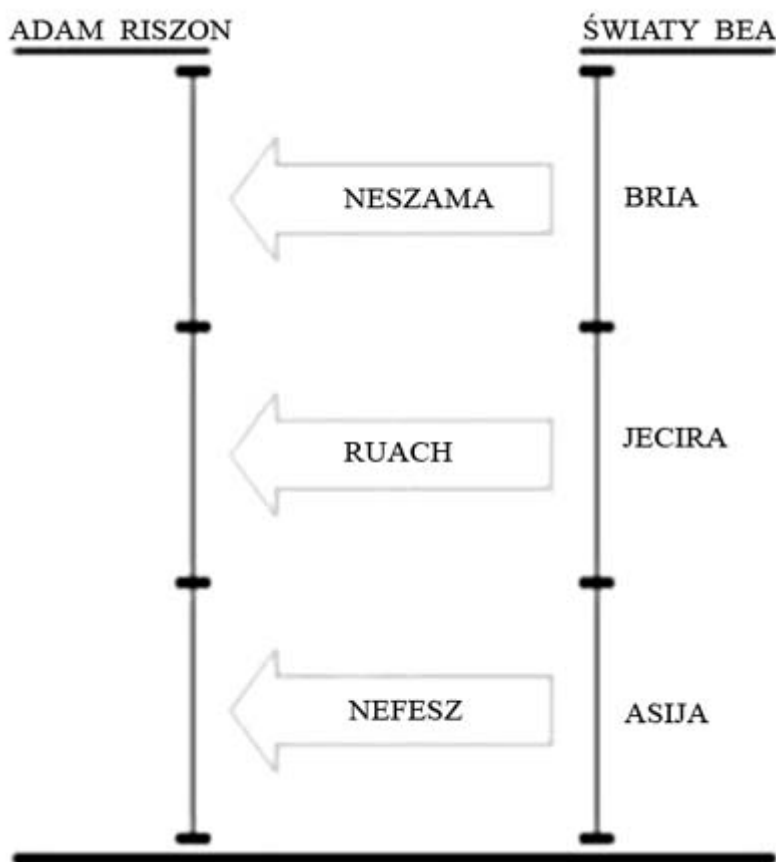 ADAM RISZON
ŚWIATY BEA
NESZAMA
BRIA
RUACH
JECIRA
NEFESZ
ASIJA